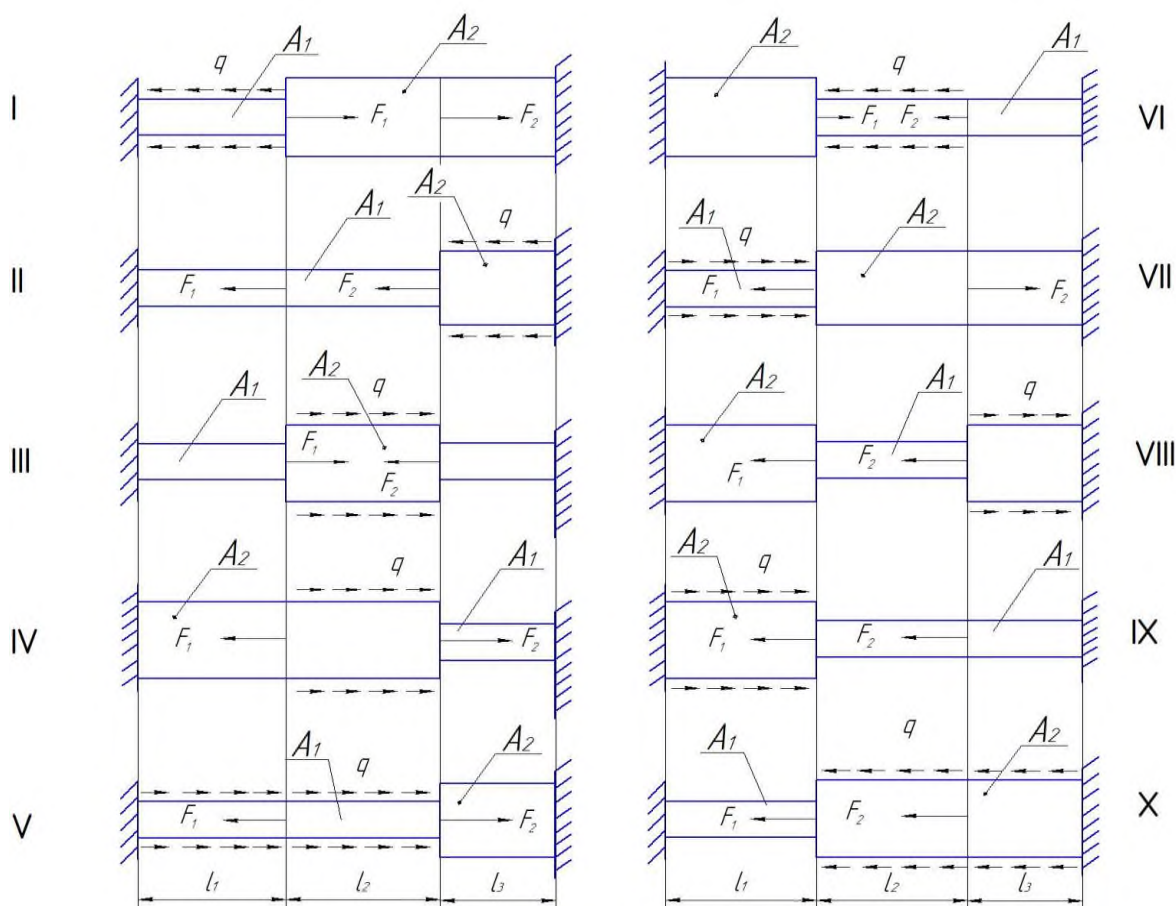 I q A1 A2 F1 F2
A2 q F1 F2 A1 VI
II F1 F2 A1 A2 q
A1 q F1 A2 F2 VII
III A1 F1 A2 q F2
A2 F1 F2 A1 q VIII
IV A2 F1 q A1 F2
A2 q F1 F2 A1 IX
V F1 A1 q A2 F2
A1 F1 q F2 A2 X
l1 l2 l3
l1 l2 l3